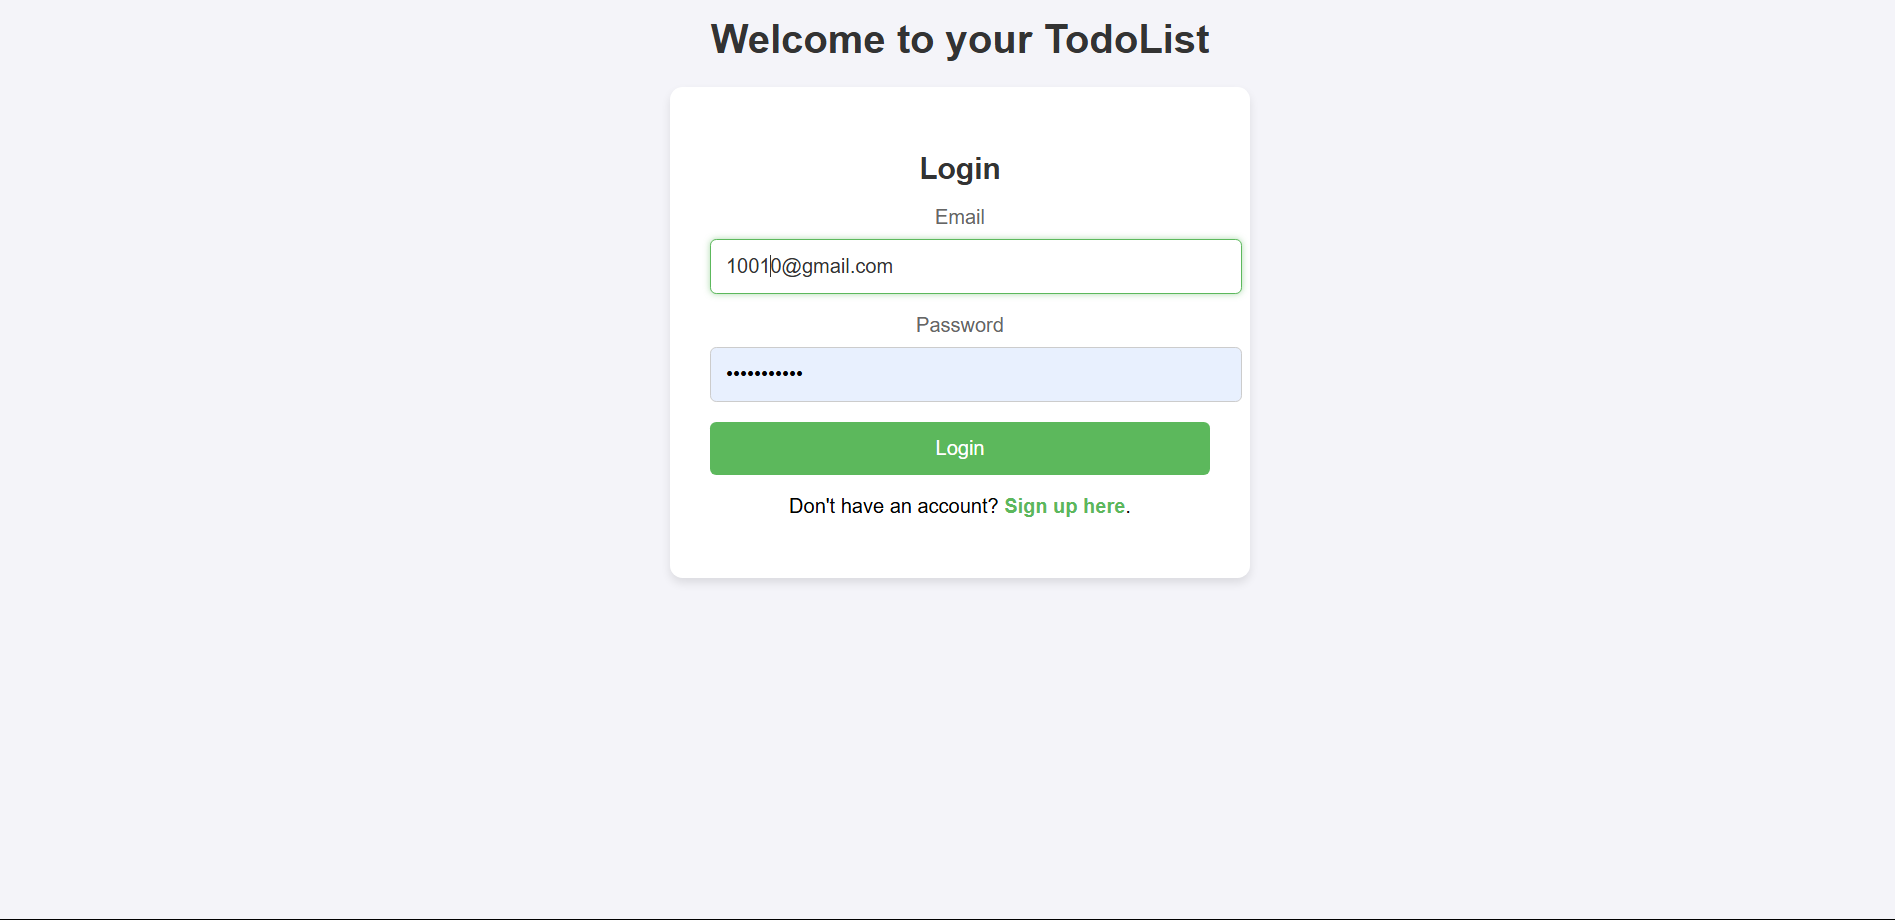 Welcome to your TodoList
Login
Email
10010@gmail.com
Password
•••••••••••
Login
Don't have an account? Sign up here.